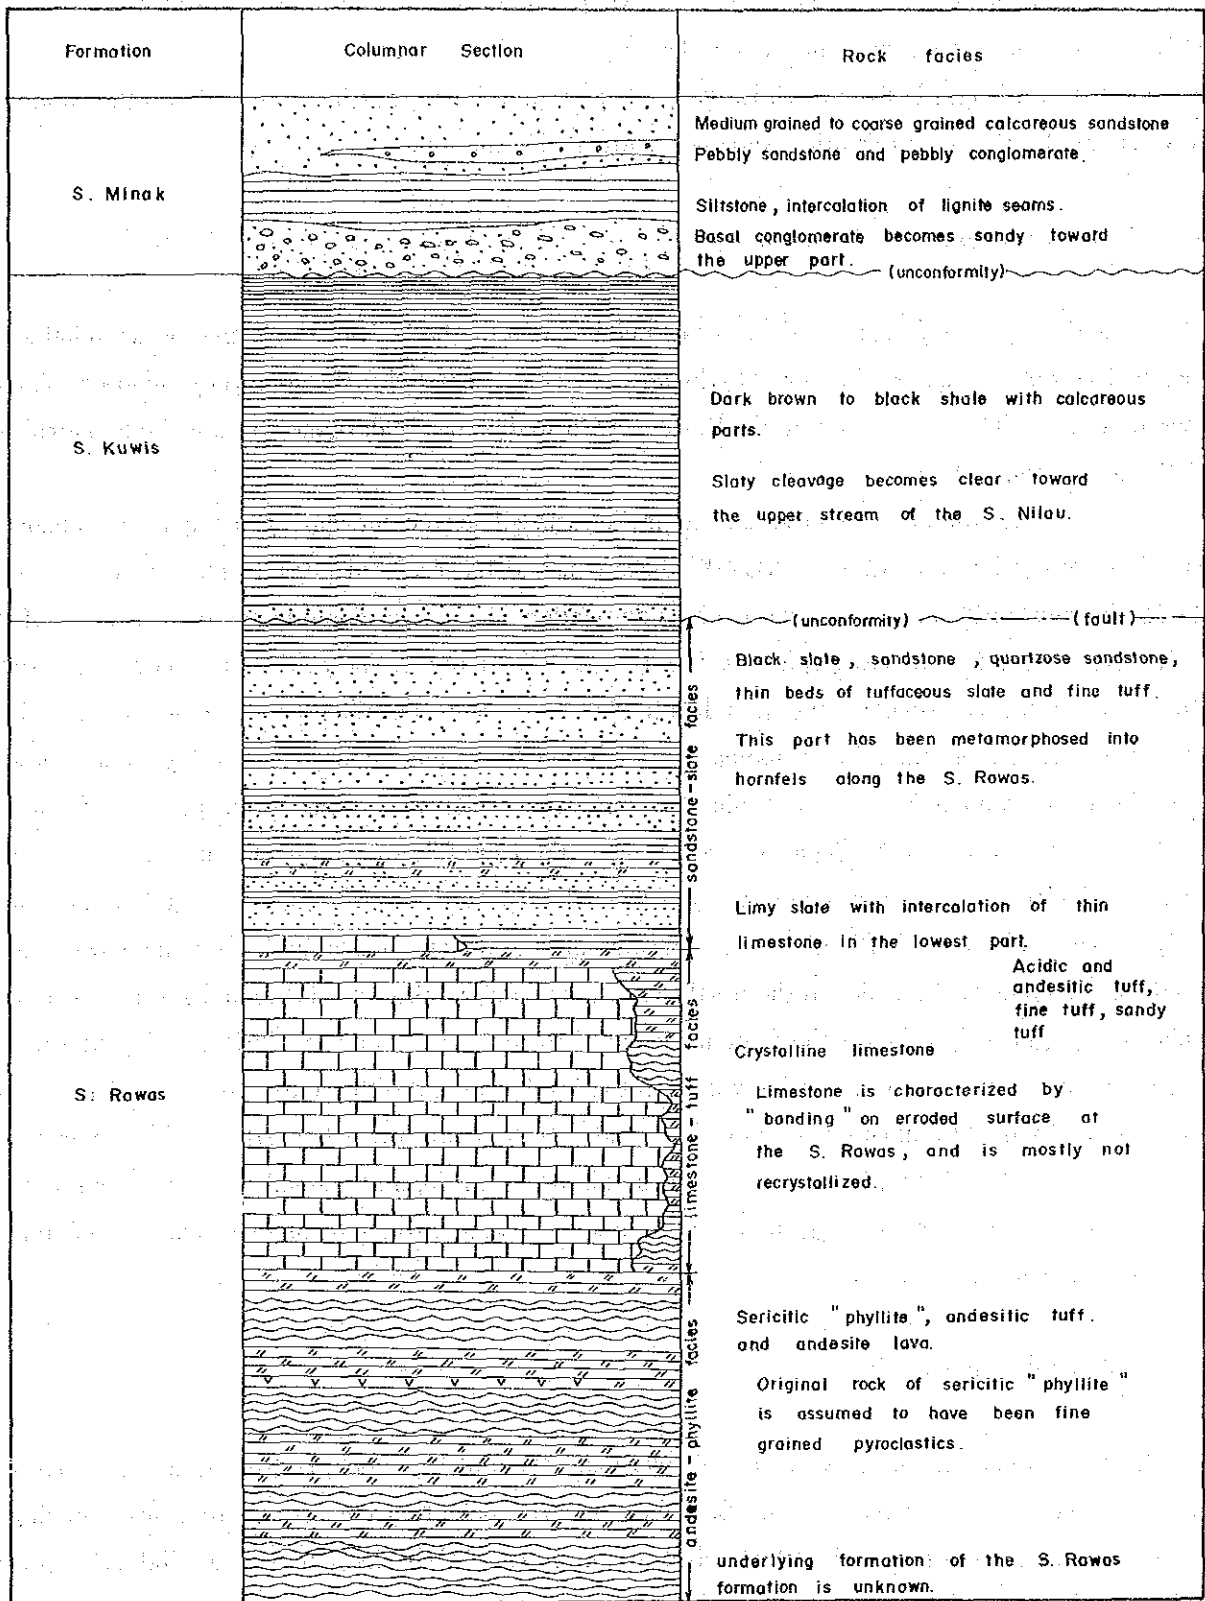 Formation
Columnar Section
Rock facies
S. Minak
Medium grained to coarse grained calcareous sandstone
Pebbly sandstone and pebbly conglomerate.
Siltstone, intercalation of lignite seams.
Basal conglomerate becomes sandy toward
the upper part.
(unconformity)
S. Kuwis
Dark brown to black shale with calcareous
parts.
Slaty cleavage becomes clear toward
the upper stream of the S. Nilau.
(unconformity)
(fault)
S. Rawas
sandstone - slate facies
Black slate, sandstone, quartzose sandstone,
thin beds of tuffaceous slate and fine tuff.
This part has been metamorphosed into
hornfels along the S. Rawas.
Limy slate with intercalation of thin
limestone in the lowest part.
limestone - tuff facies
Acidic and
andesitic tuff,
fine tuff, sandy
tuff
Crystalline limestone
Limestone is characterized by
"banding" on erroded surface at
the S. Rawas, and is mostly not
recrystallized.
andesite - phyllite facies
Sericitic "phyllite", andesitic tuff.
and andesite lava.
Original rock of sericitic "phyllite"
is assumed to have been fine
grained pyroclastics.
underlying formation of the S. Rawas
formation is unknown.